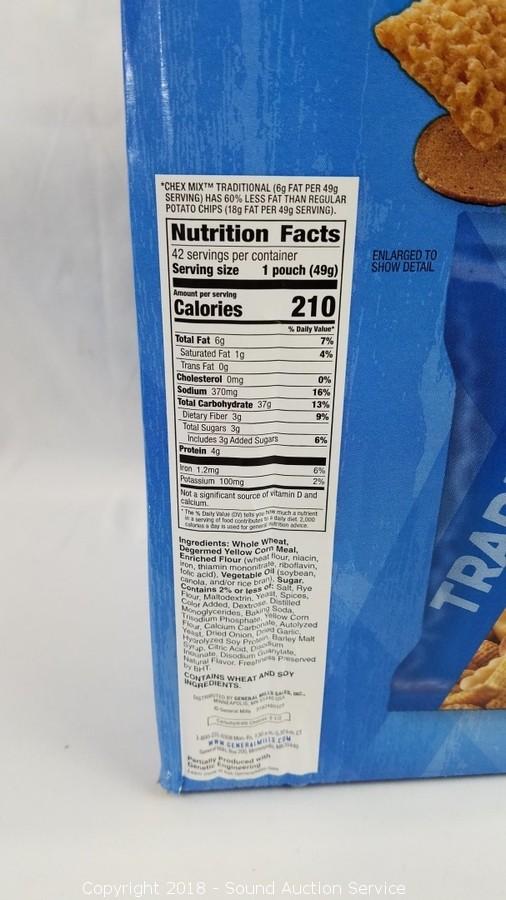 *CHEX MIX™ TRADITIONAL (6g FAT PER 49g
SERVING) HAS 60% LESS FAT THAN REGULAR
POTATO CHIPS (18g FAT PER 49g SERVING).
Nutrition Facts
42 servings per container
Serving size 1 pouch (49g)
Amount per serving
Calories 210
% Daily Value*
Total Fat 6g 7%
Saturated Fat 1g 4%
Trans Fat 0g
Cholesterol 0mg 0%
Sodium 370mg 16%
Total Carbohydrate 37g 13%
Dietary Fiber 3g 9%
Total Sugars 3g
Includes 3g Added Sugars 6%
Protein 4g
Iron 1.2mg 6%
Potassium 100mg 2%
Not a significant source of vitamin D and
calcium.
*The % Daily Value (DV) tells you how much a nutrient
in a serving of food contributes to a daily diet. 2,000
calories a day is used for general nutrition advice.
Ingredients: Whole Wheat,
Degermed Yellow Corn Meal,
Enriched Flour (wheat flour, niacin,
iron, thiamin mononitrate, riboflavin,
folic acid), Vegetable Oil (soybean,
canola, and/or rice bran), Sugar.
Contains 2% or less of: Salt, Rye
Flour, Maltodextrin, Yeast, Spices,
Color Added, Dextrose, Distilled
Monoglycerides, Baking Soda,
Trisodium Phosphate, Yellow Corn
Flour, Calcium Carbonate, Autolyzed
Yeast, Dried Onion, Dried Garlic,
Hydrolyzed Soy Protein, Barley Malt
Syrup, Citric Acid, Disodium
Inosinate, Disodium Guanylate,
Natural Flavor. Freshness Preserved
by BHT.
CONTAINS WHEAT AND SOY
INGREDIENTS.
DISTRIBUTED BY GENERAL MILLS SALES, INC.,
MINNEAPOLIS, MN USA
© General Mills
Carbohydrate Choices: 2 1/2
WWW.GENERALMILLS.COM
General Mills, Box 200,
Partially Produced with
Genetic Engineering
ENLARGED TO
SHOW DETAIL
TRAD
Copyright 2018 - Sound Auction Service